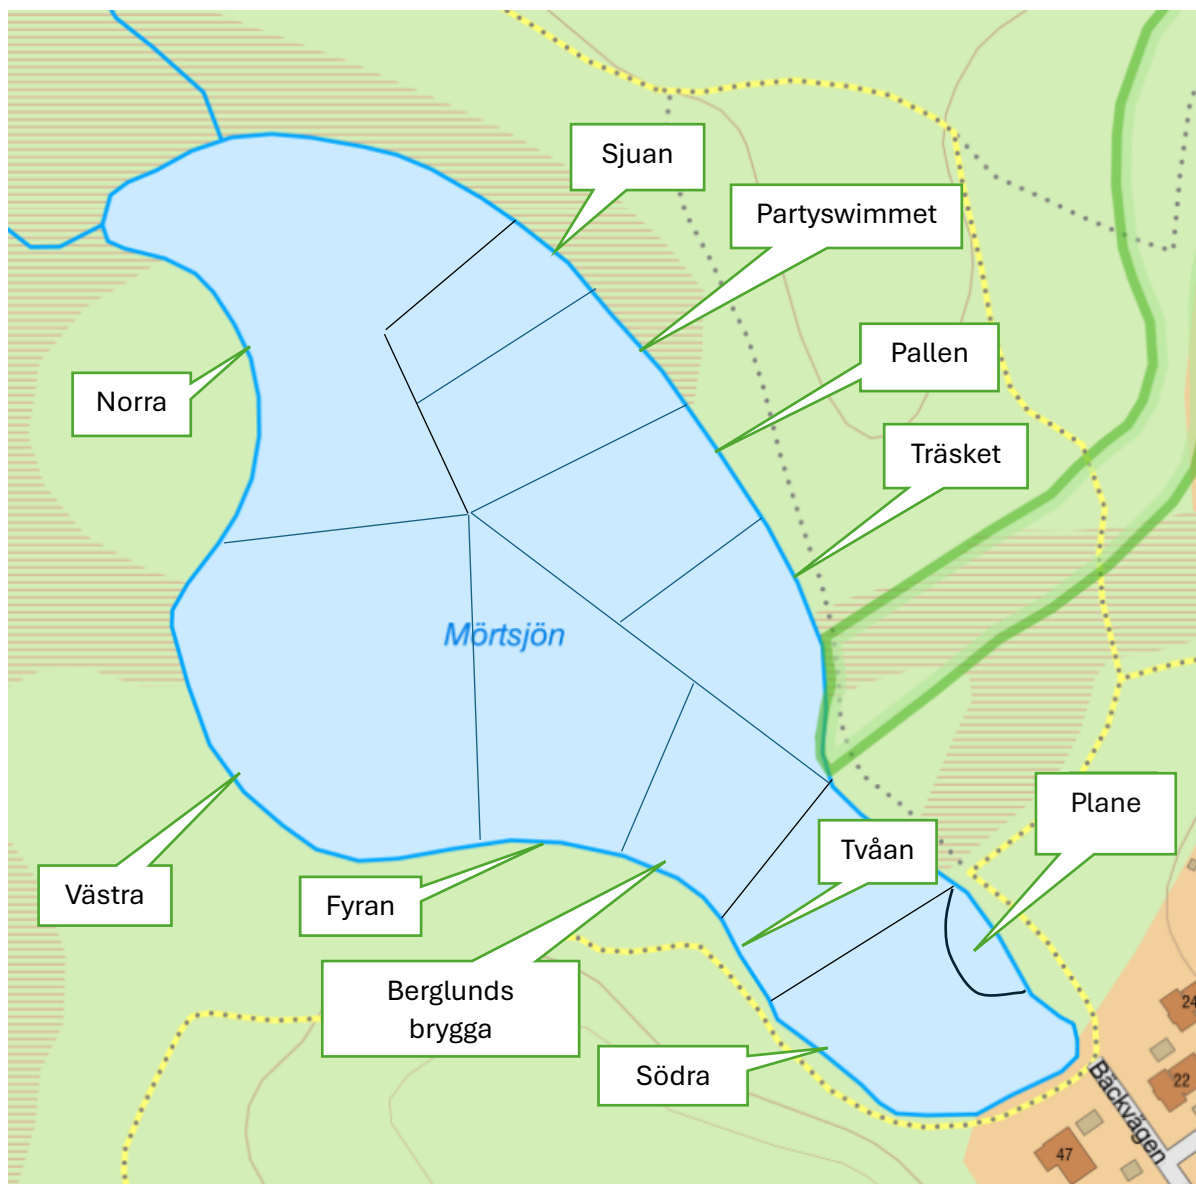 Sjuan
Partyswimmet
Pallen
Norra
Träsket
Mörtsjön
Plane
Tvåan
Västra
Fyran
Berglunds
brygga
Södra
24
22
Bäckvägen
47